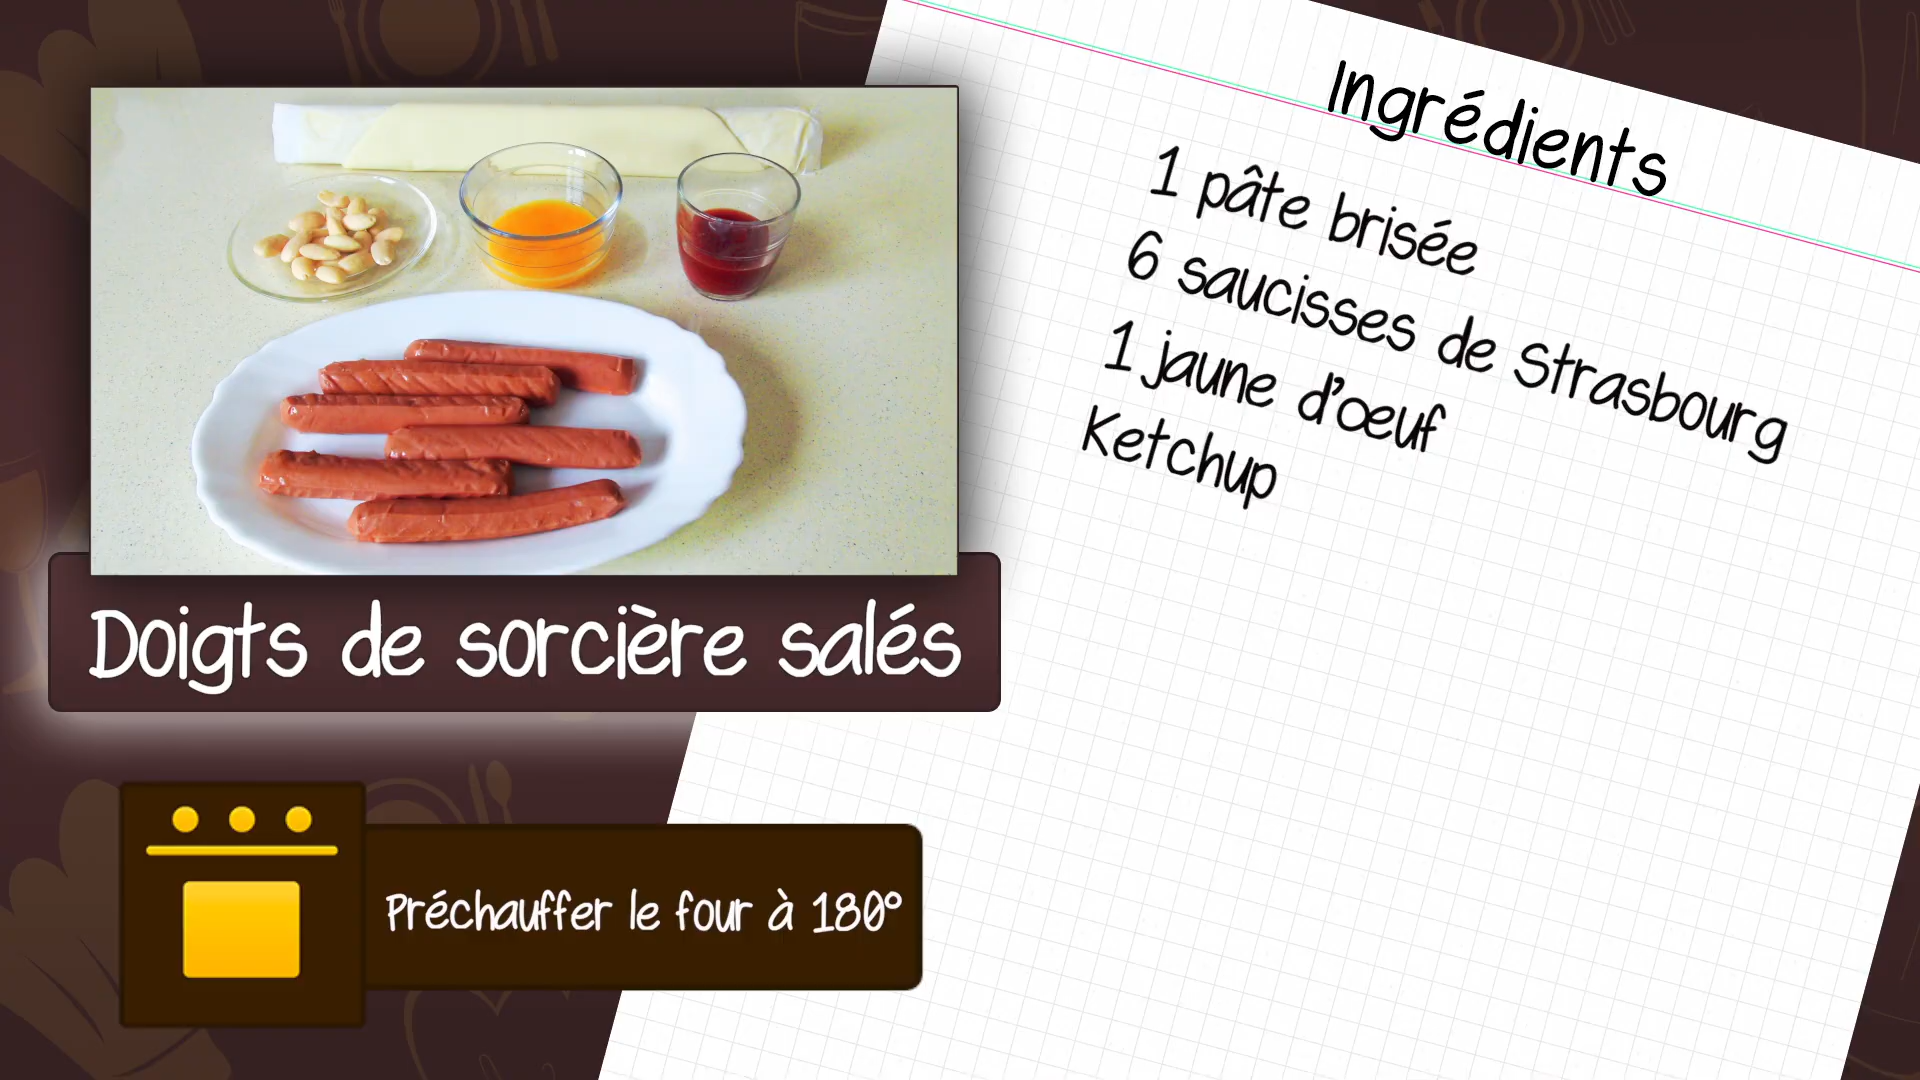 Ingrédients
1 pâte brisée
6 saucisses de Strasbourg
1 jaune d'œuf
Ketchup
Doigts de sorcière salés
Préchauffer le four à 180°